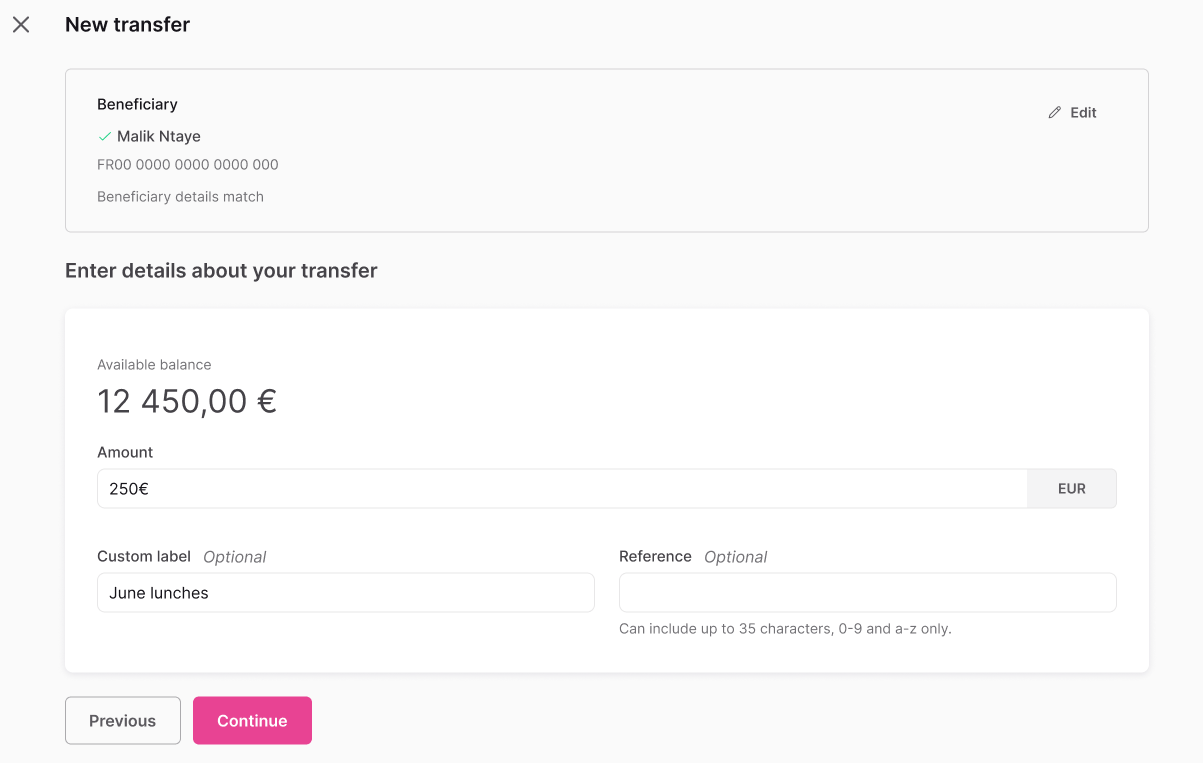 New transfer
Beneficiary
Edit
Malik Ntaye
FR00 0000 0000 0000 000
Beneficiary details match
Enter details about your transfer
Available balance
12 450,00 €
Amount
250€
EUR
Custom label Optional
June lunches
Reference Optional
Can include up to 35 characters, 0-9 and a-z only.
Previous
Continue